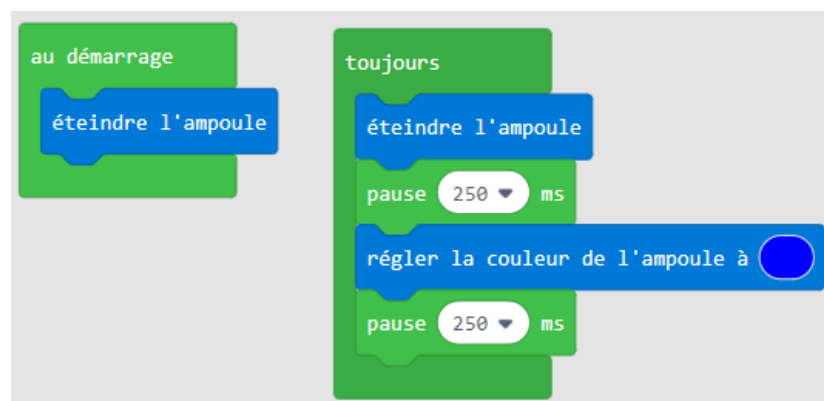 au démarrage
éteindre l'ampoule
toujours
éteindre l'ampoule
pause 250 ms
régler la couleur de l'ampoule à
pause 250 ms